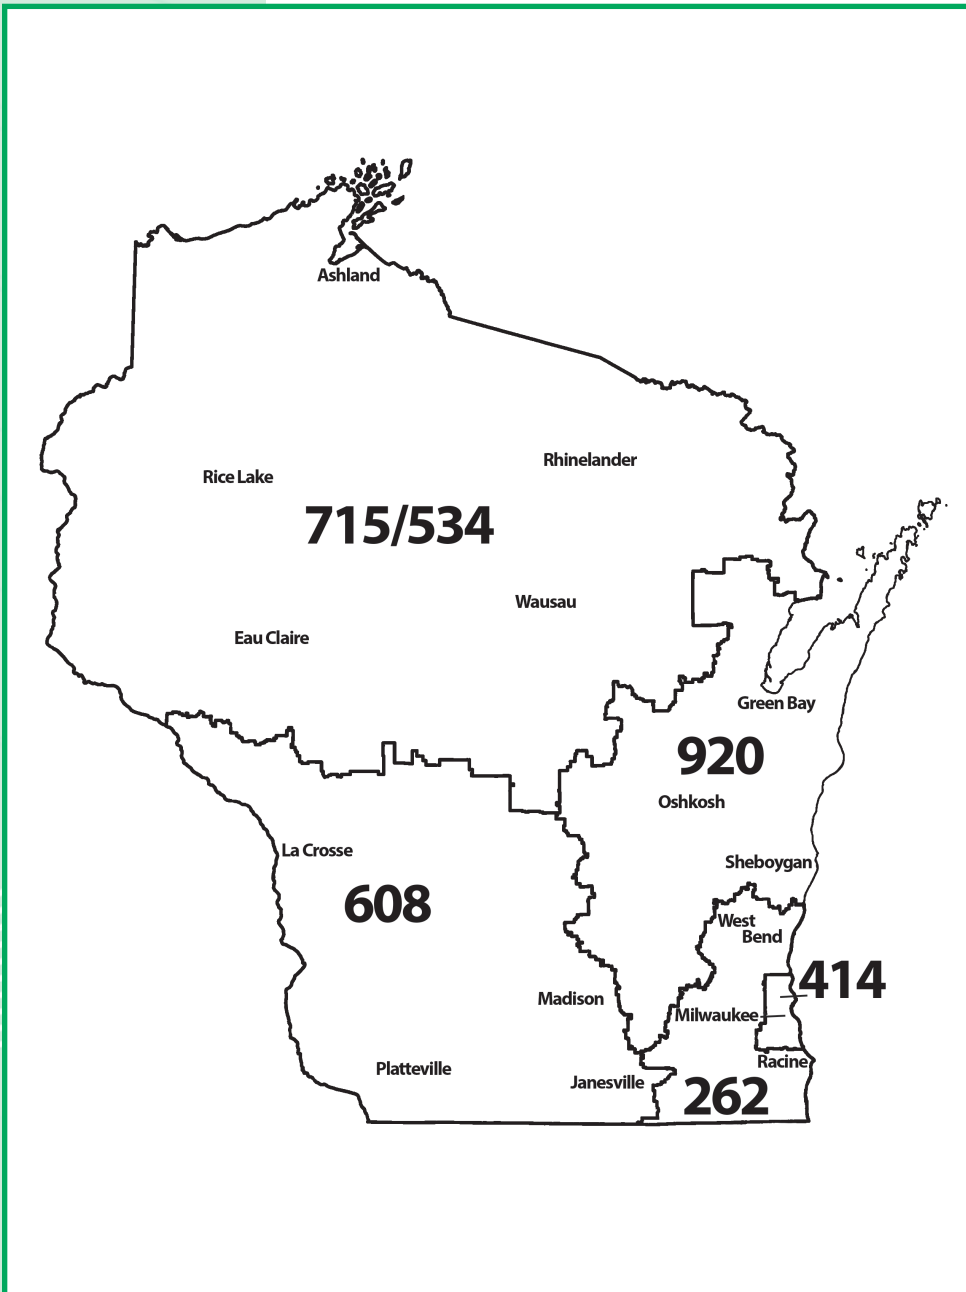 Ashland
Rhinelander
Rice Lake
715/534
Wausau
Eau Claire
Green Bay
920
Oshkosh
La Crosse
Sheboygan
608
West
Bend
414
Madison
Milwaukee
Racine
Platteville
Janesville
262